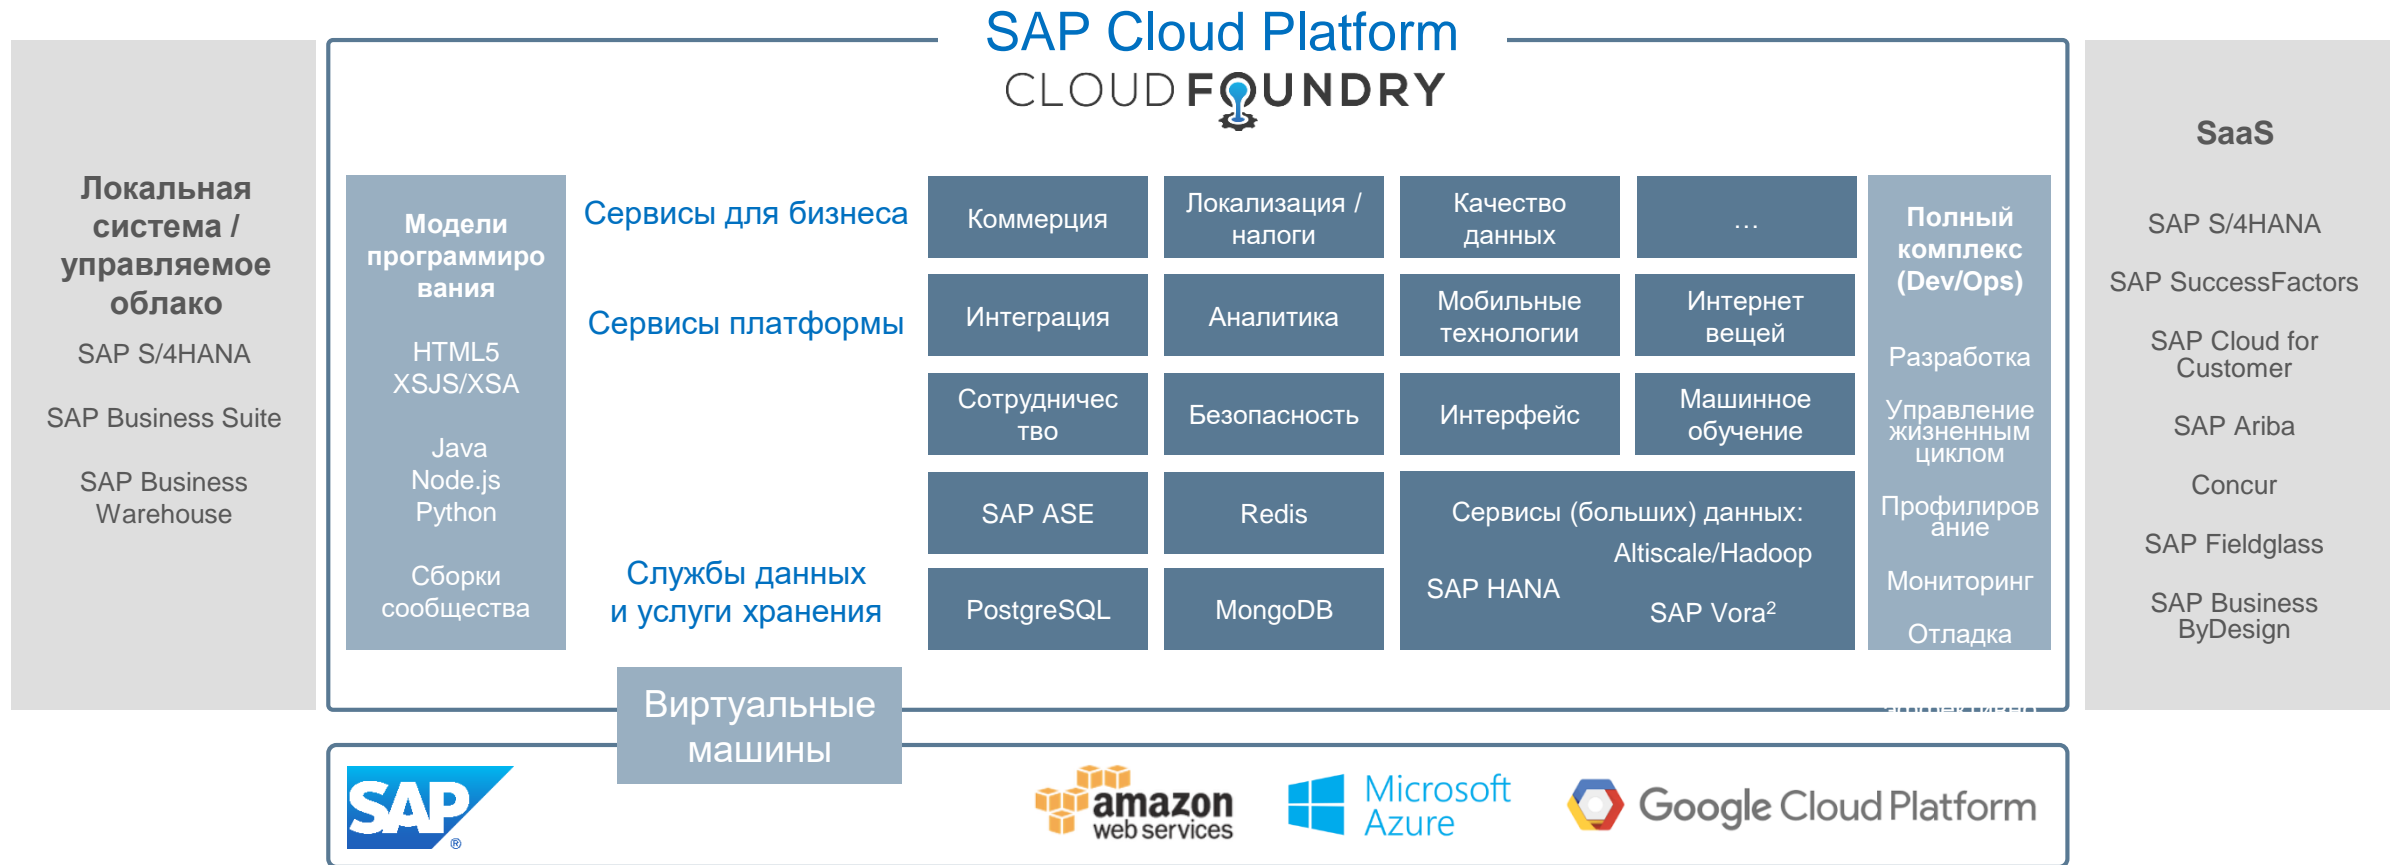 SAP Cloud Platform
CLOUD FOUNDRY
Локальная
система /
управляемое
облако
SAP S/4HANA
SAP Business Suite
SAP Business
Warehouse
Модели
программиро
вания
HTML5
XSJS/XSA
Java
Node.js
Python
Сборки
сообщества
Сервисы для бизнеса
Коммерция
Локализация /
налоги
Качество
данных
...
Сервисы платформы
Интеграция
Аналитика
Мобильные
технологии
Интернет
вещей
Сотрудничес
тво
Безопасность
Интерфейс
Машинное
обучение
Службы данных
и услуги хранения
SAP ASE
Redis
PostgreSQL
MongoDB
Сервисы (больших) данных:
Altiscale/Hadoop
SAP HANA
SAP Vora²
Полный
комплекс
(Dev/Ops)
Разработка
Управление
жизненным
циклом
Профилиров
ание
Мониторинг
Отладка
SaaS
SAP S/4HANA
SAP SuccessFactors
SAP Cloud for
Customer
SAP Ariba
Concur
SAP Fieldglass
SAP Business
ByDesign
Виртуальные
машины
SAP®
amazon
web services
Microsoft
Azure
Google Cloud Platform